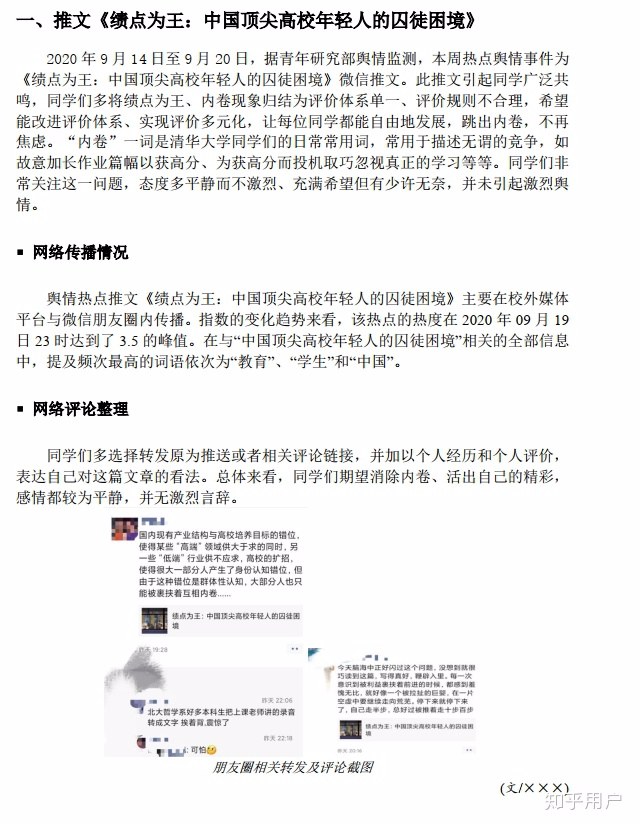 一、推文《绩点为王：中国顶尖高校年轻人的囚徒困境》
2020 年 9 月 14 日至 9 月 20 日，据青年研究部舆情监测，本周热点舆情事件为
《绩点为王：中国顶尖高校年轻人的囚徒困境》微信推文。此推文引起同学广泛共
鸣，同学们多将绩点为王、内卷现象归结为评价体系单一、评价规则不合理，希望
能改进评价体系、实现评价多元化，让每位同学都能自由地发展，跳出内卷，不再
焦虑。“内卷”一词是清华大学同学们的日常常用词，常用于描述无谓的竞争，如
故意加长作业篇幅以获高分、为获高分而投机取巧忽视真正的学习等等。同学们非
常关注这一问题，态度多平静而不激烈、充满希望但有少许无奈，并未引起激烈舆
情。
▪ 网络传播情况
舆情热点推文《绩点为王：中国顶尖高校年轻人的囚徒困境》主要在校外媒体
平台与微信朋友圈内传播。指数的变化趋势来看，该热点的热度在 2020 年 09 月 19
日 23 时达到了 3.5 的峰值。在与“中国顶尖高校年轻人的囚徒困境”相关的全部信息
中，提及频次最高的词语依次为“教育”、“学生”和“中国”。
▪ 网络评论整理
同学们多选择转发原为推送或者相关评论链接，并加以个人经历和个人评价，
表达自己对这篇文章的看法。总体来看，同学们期望消除内卷、活出自己的精彩，
感情都较为平静，并无激烈言辞。
国内现有产业结构与高校培养目标的错位，
使得某些“高端”领域供大于求的同时，另
一些“低端”行业供不应求，高校的扩招，
使得很大一部分人产生了身份认知错位，但
由于这种错位是群体性认知，大部分人也只
能被裹挟着互相内卷......
绩点为王：中国顶尖高校年轻人的囚徒困
境
昨天 19:28
昨天 22:06
北大哲学系好多本科生把上课老师讲的录音
转成文字 挨着背,震惊了
昨天 22:18
: 可怕
今天脑海中正好闪过这个问题，没想到就很
巧读到这篇，写得真好，鞭辟入里。每一次
意识到被利益裹挟着前进的时候，都感到羞
愧无比，就好像一个被拉扯的巨婴，在一片
空虚中要继续走向荒芜。停下来就停下来
了，自己走半步，总好过被推着走十步百步
绩点为王：中国顶尖高校年轻人的囚徒困
境
昨天 20:16
朋友圈相关转发及评论截图
(文/×××)
知乎用户